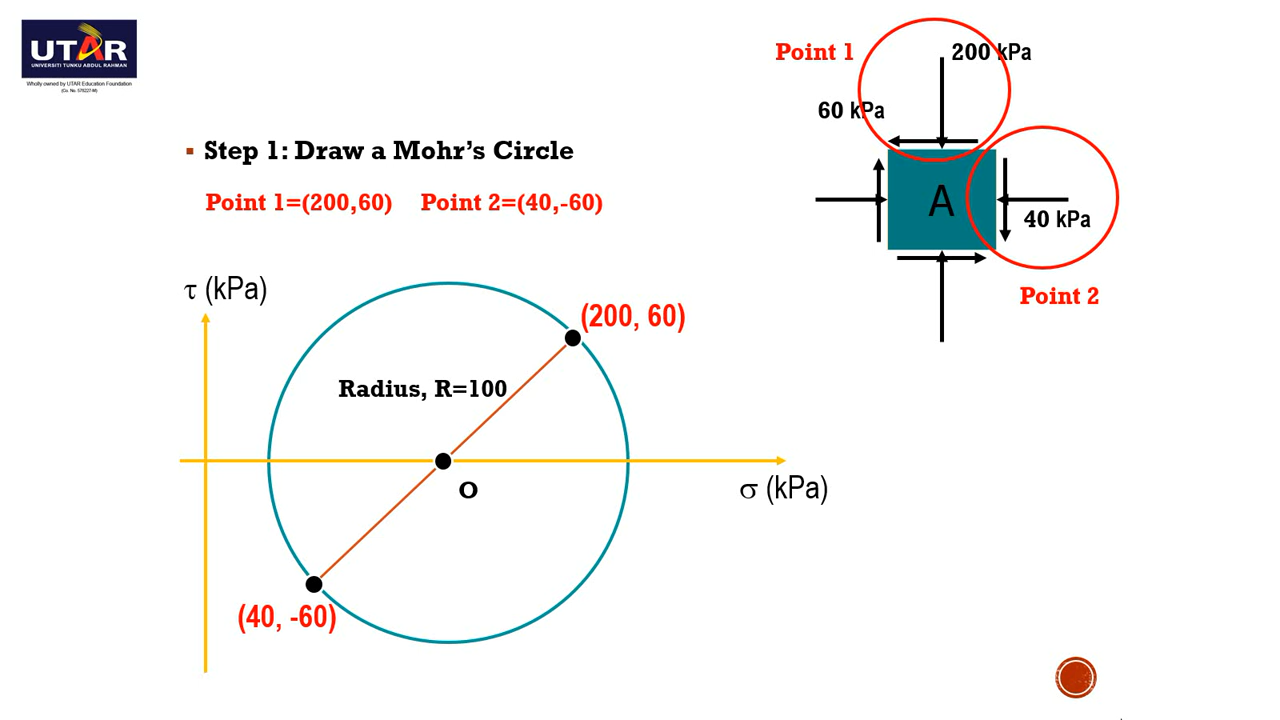 UTAR
UNIVERSITI TUNKU ABDUL RAHMAN
Wholly owned by UTAR Education Foundation
(Co. No. 578227-M)
Point 1
200 kPa
60 kPa
▪ Step 1: Draw a Mohr’s Circle
Point 1=(200,60) Point 2=(40,-60)
A
40 kPa
Point 2
τ (kPa)
(200, 60)
Radius, R=100
O
σ (kPa)
(40, -60)